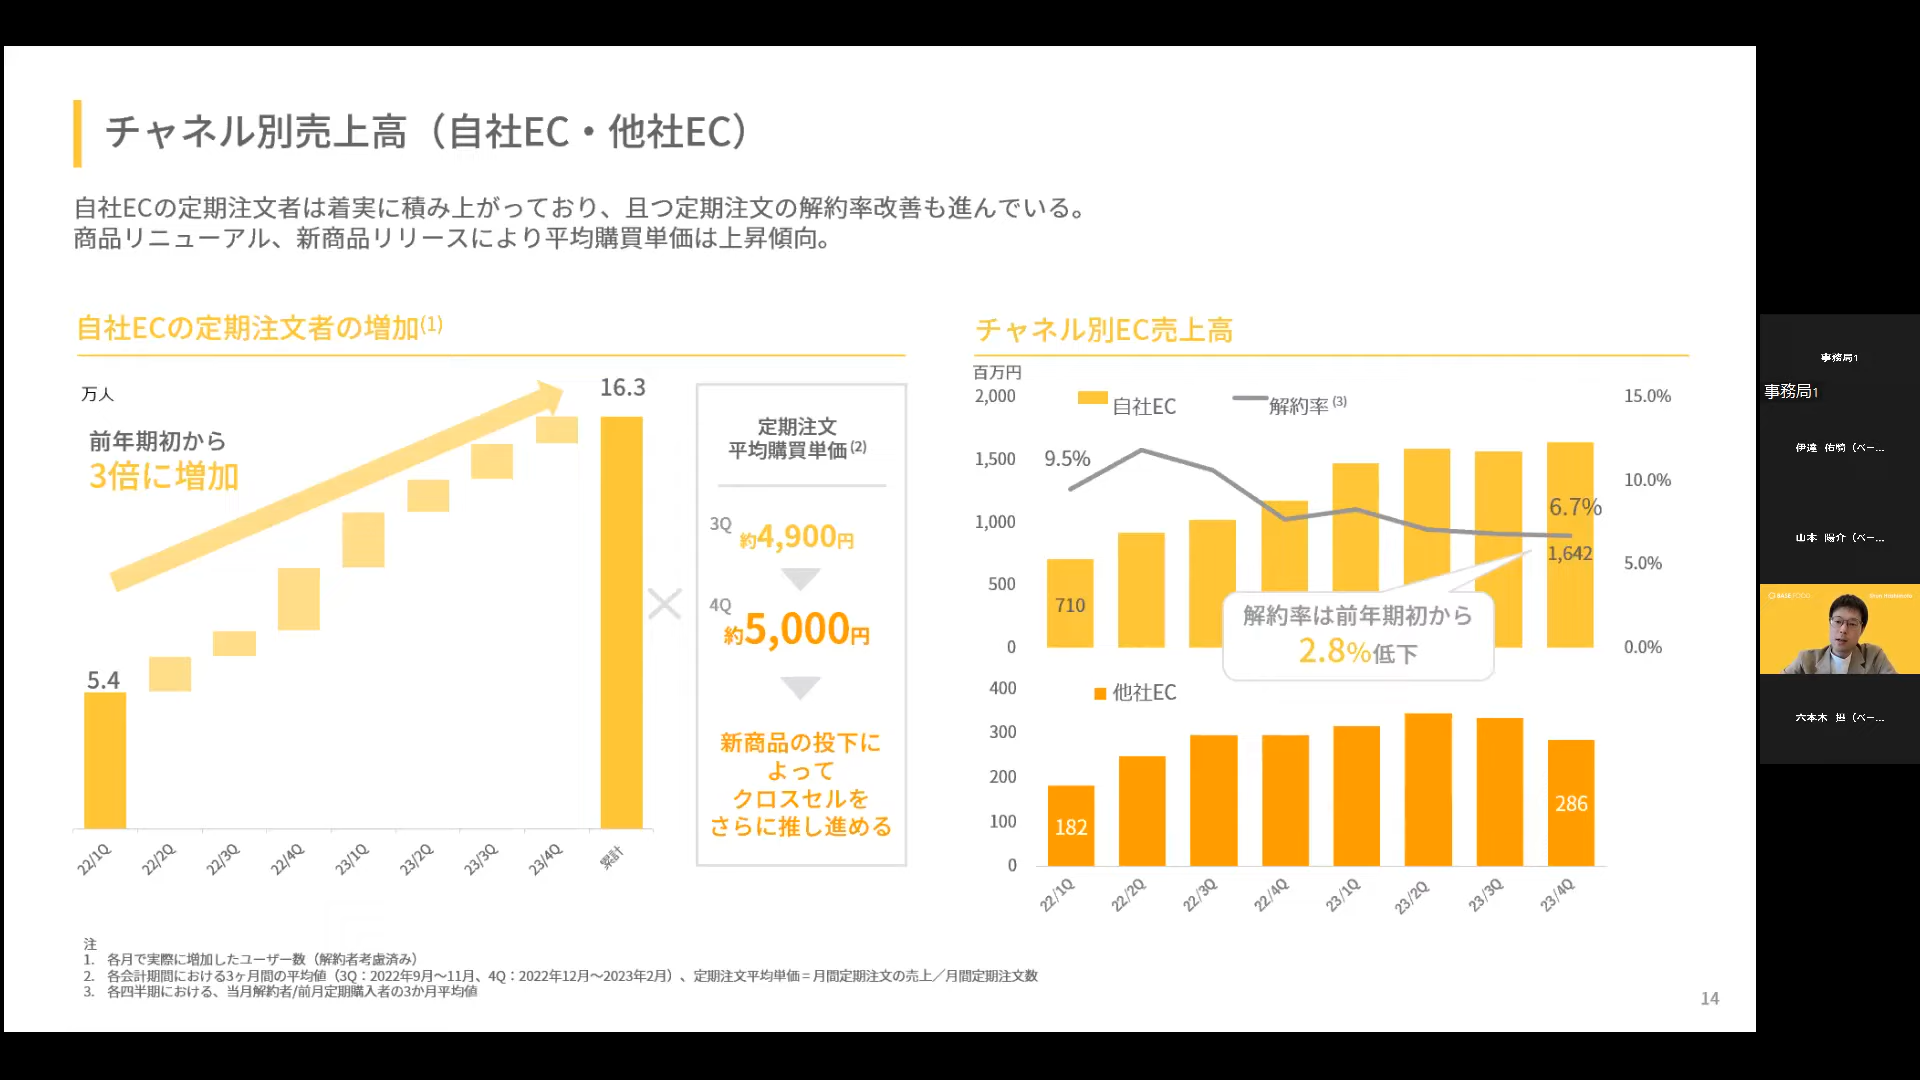 チャネル別売上高（自社EC・他社EC）
自社ECの定期注文者は着実に積み上がっており、且つ定期注文の解約率改善も進んでいる。
商品リニューアル、新商品リリースにより平均購買単価は上昇傾向。
自社ECの定期注文者の増加(1)
万人
前年期初から
3倍に増加
5.4
16.3
22/1Q
22/2Q
22/3Q
22/4Q
23/1Q
23/2Q
23/3Q
23/4Q
累計
定期注文
平均購買単価(2)
3Q
約4,900円
4Q
約5,000円
新商品の投下に
よって
クロスセルを
さらに推し進める
チャネル別EC売上高
百万円
自社EC
解約率(3)
2,000
1,500
1,000
500
0
15.0%
10.0%
5.0%
0.0%
9.5%
6.7%
710
1,642
解約率は前年期初から
2.8%低下
他社EC
400
300
200
100
0
182
286
22/1Q
22/2Q
22/3Q
22/4Q
23/1Q
23/2Q
23/3Q
23/4Q
注
1. 各月で実際に増加したユーザー数（解約者考慮済み）
2. 各会計期間における3ヶ月間の平均値（3Q：2022年9月～11月、4Q：2022年12月～2023年2月）、定期注文平均単価＝月間定期注文の売上／月間定期注文数
3. 各四半期における、当月解約者/前月定期購入者の3か月平均値
14
事務局1
事務局1
伊達 佑騎（ベー...
山本 陽介（ベー...
BASE FOOD
六本木 担（ベー...